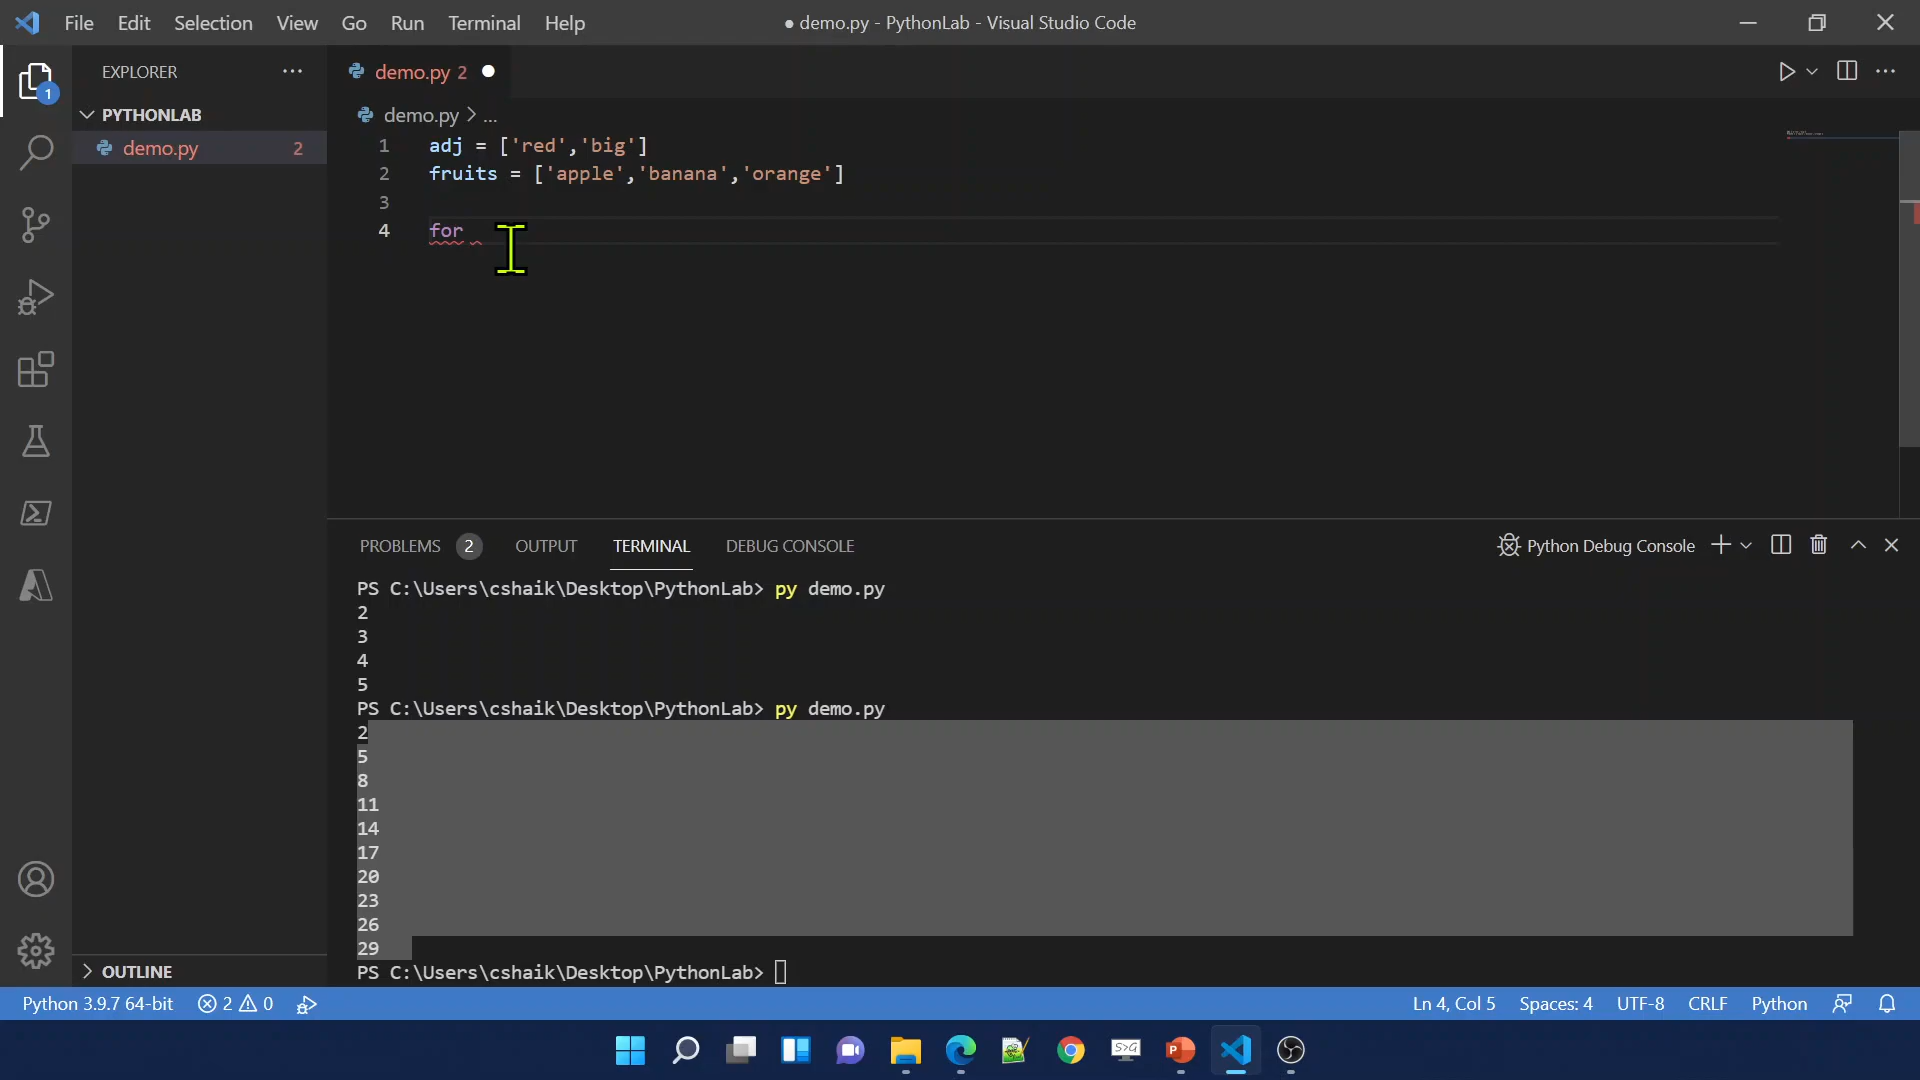 File Edit Selection View Go Run Terminal Help
● demo.py - PythonLab - Visual Studio Code
EXPLORER
1
PYTHONLAB
demo.py 2
demo.py 2
demo.py > ...
1 adj = ['red','big']
2 fruits = ['apple','banana','orange']
3
4 for
PROBLEMS 2 OUTPUT TERMINAL DEBUG CONSOLE
Python Debug Console
PS C:\Users\cshaik\Desktop\PythonLab> py demo.py
2
3
4
5
PS C:\Users\cshaik\Desktop\PythonLab> py demo.py
2
5
8
11
14
17
20
23
26
29
PS C:\Users\cshaik\Desktop\PythonLab>
OUTLINE
Python 3.9.7 64-bit 2 0
Ln 4, Col 5 Spaces: 4 UTF-8 CRLF Python
S>G
P